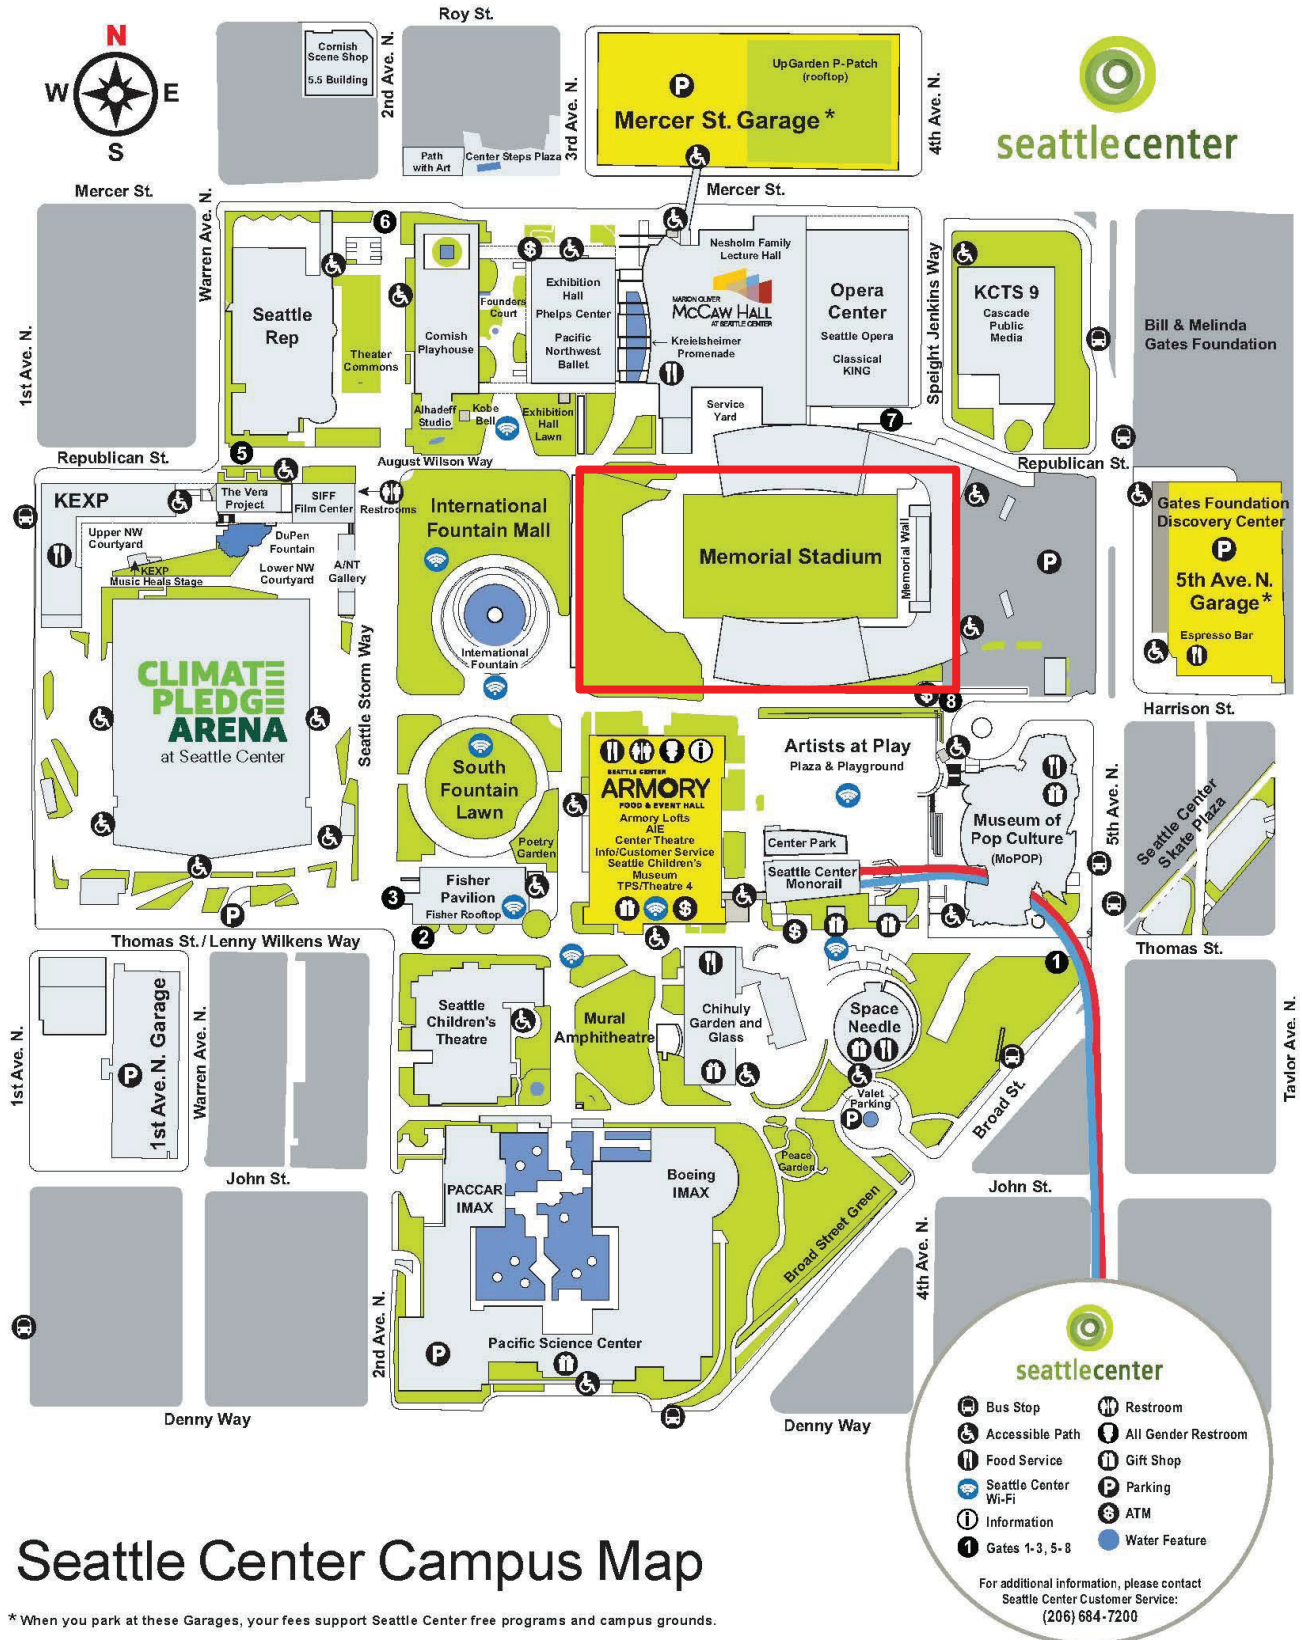 N
W
E
S
Roy St.
Cornish
Scene Shop
5.5 Building
2nd Ave. N.
Path
with Art
Center Steps Plaza
3rd Ave. N.
P
UpGarden P-Patch
(rooftop)
Mercer St. Garage *
4th Ave. N.
seattlecenter
Mercer St.
Mercer St.
Warren Ave. N.
6
$
Seattle
Rep
Theater
Commons
Cornish
Playhouse
Founders
Court
Exhibition
Hall
Phelps Center
Pacific
Northwest
Ballet
Nesholm Family
Lecture Hall
MARION OLIVER
McCAW HALL
AT SEATTLE CENTER
Kreielsheimer
Promenade
Opera
Center
Seattle Opera
Classical
KING
Speight Jenkins Way
KCTS 9
Cascade
Public
Media
Bill & Melinda
Gates Foundation
1st Ave. N.
Alhadeff
Studio
Kobe
Bell
Exhibition
Hall
Lawn
Service
Yard
7
5
Republican St.
August Wilson Way
Republican St.
KEXP
The Vera
Project
SIFF
Film Center
Restrooms
Upper NW
Courtyard
DuPen
Fountain
KEXP
Music Heals Stage
Lower NW
Courtyard
A/NT
Gallery
International
Fountain Mall
International
Fountain
Memorial Stadium
Memorial Wall
P
Gates Foundation
Discovery Center
P
5th Ave. N.
Garage *
Espresso Bar
CLIMATE
PLEDGE
ARENA
at Seattle Center
Seattle Storm Way
$
8
Harrison St.
South
Fountain
Lawn
Poetry
Garden
i
SEATTLE CENTER
ARMORY
FOOD & EVENT HALL
Armory Lofts
AIE
Center Theatre
Info/Customer Service
Seattle Children's
Museum
TPS/Theatre 4
$
Artists at Play
Plaza & Playground
Center Park
Seattle Center
Monorail
Museum of
Pop Culture
(MoPOP)
5th Ave. N.
Seattle Center
Skate Plaza
3
Fisher
Pavilion
Fisher Rooftop
2
P
$
Thomas St. / Lenny Wilkens Way
Thomas St.
1
1st Ave. N.
1st Ave. N. Garage
P
Warren Ave. N.
Seattle
Children's
Theatre
Mural
Amphitheatre
Chihuly
Garden and
Glass
Space
Needle
Valet
Parking
P
Broad St.
Taylor Ave. N.
John St.
John St.
PACCAR
IMAX
Boeing
IMAX
Peace
Garden
Broad Street Green
4th Ave. N.
2nd Ave. N.
P
Pacific Science Center
Denny Way
Denny Way
seattlecenter
Bus Stop
Accessible Path
Food Service
Seattle Center
Wi-Fi
i Information
1 Gates 1-3, 5-8
Restroom
All Gender Restroom
Gift Shop
P Parking
$ ATM
Water Feature
For additional information, please contact
Seattle Center Customer Service:
(206) 684-7200
Seattle Center Campus Map
* When you park at these Garages, your fees support Seattle Center free programs and campus grounds.